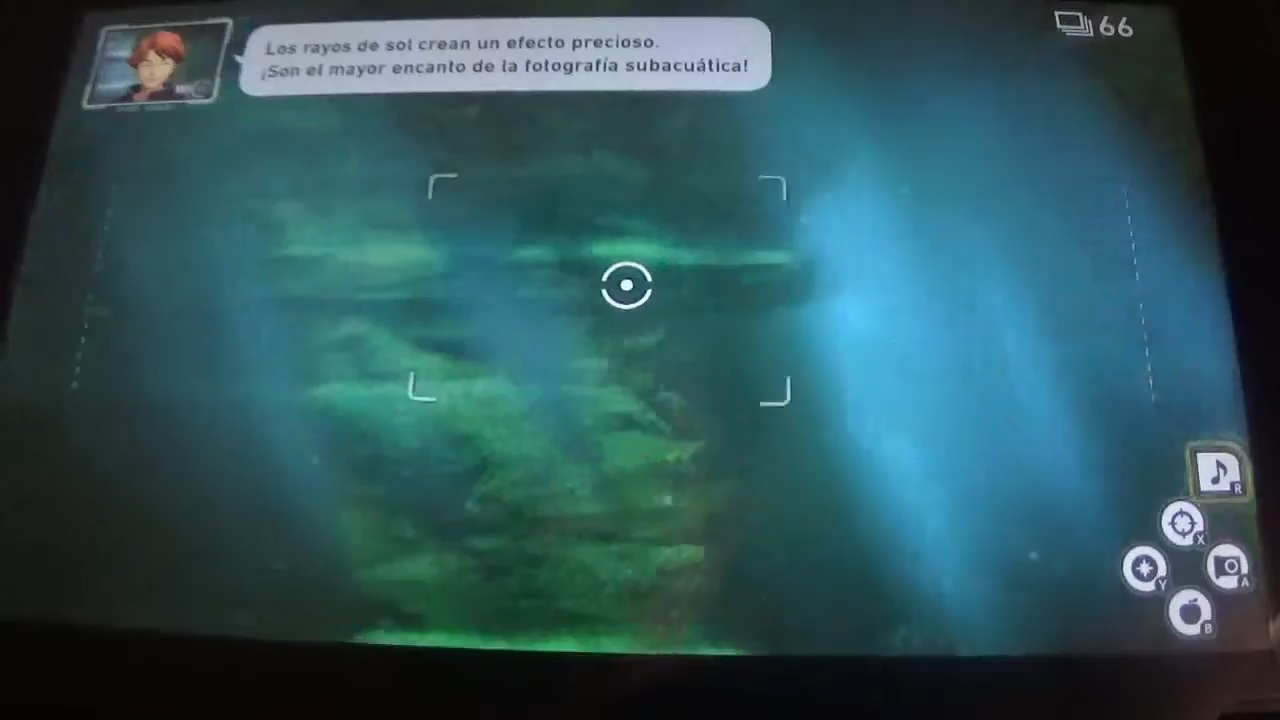 Los rayos de sol crean un efecto precioso.
¡Son el mayor encanto de la fotografía subacuática!
66
R
X
Y
A
B